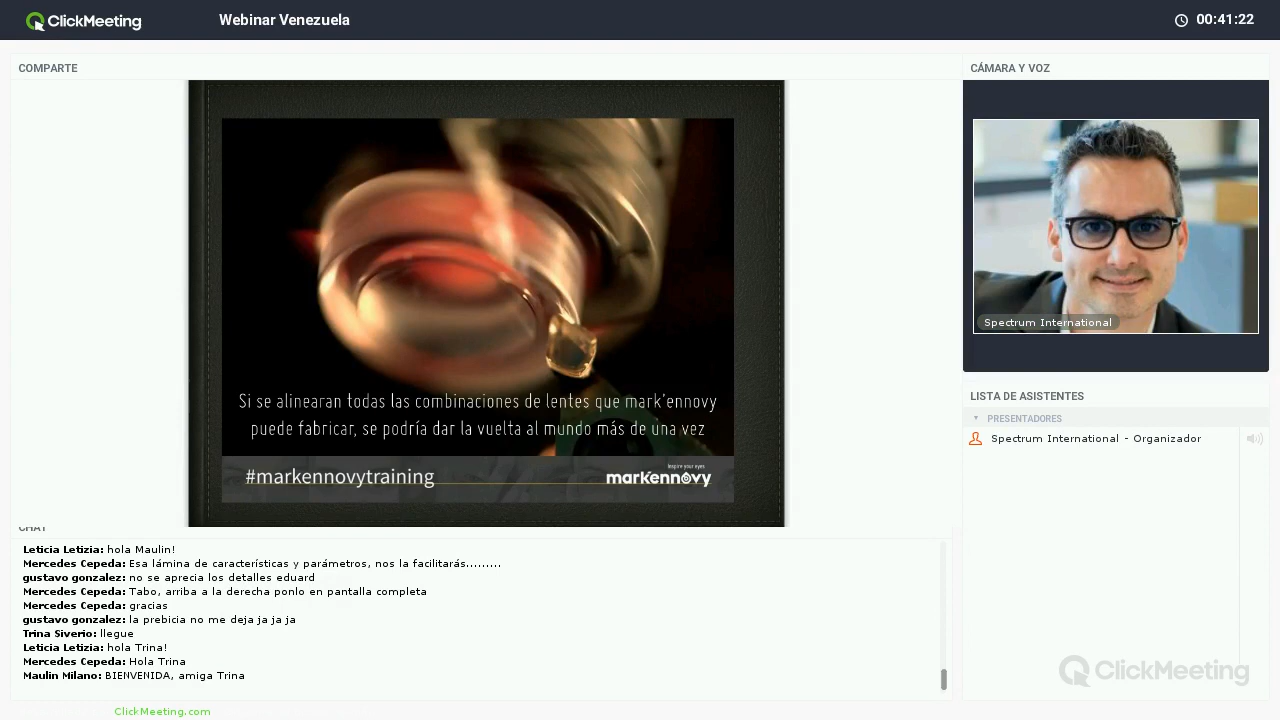 ClickMeeting
Webinar Venezuela
00:41:22
COMPARTE
CÁMARA Y VOZ
Spectrum International
Si se alinearan todas las combinaciones de lentes que mark'ennovy
puede fabricar, se podría dar la vuelta al mundo más de una vez
#markennovytraining
Inspire your eyes
mark'ennovy
LISTA DE ASISTENTES
PRESENTADORES
Spectrum International - Organizador
CHAT
Leticia Letizia: hola Maulin!
Mercedes Cepeda: Esa lámina de características y parámetros, nos la facilitarás.........
gustavo gonzalez: no se aprecia los detalles eduard
Mercedes Cepeda: Tabo, arriba a la derecha ponlo en pantalla completa
Mercedes Cepeda: gracias
gustavo gonzalez: la prebicia no me deja ja ja ja
Trina Siverio: llegue
Leticia Letizia: hola Trina!
Mercedes Cepeda: Hola Trina
Maulin Milano: BIENVENIDA, amiga Trina
ClickMeeting
ClickMeeting.com